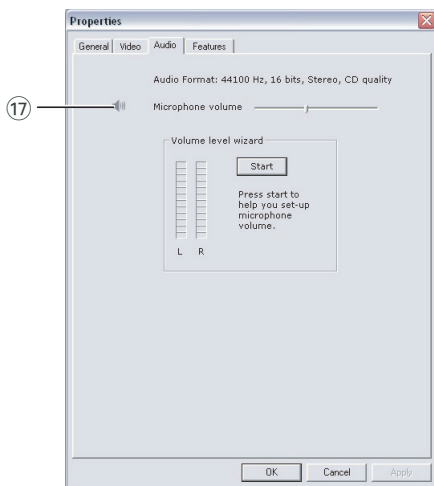 Properties
General Video Audio Features
Audio Format: 44100 Hz, 16 bits, Stereo, CD quality
⑰
Microphone volume
Volume level wizard
Start
Press start to
help you set-up
microphone
volume.
L R
OK Cancel Apply